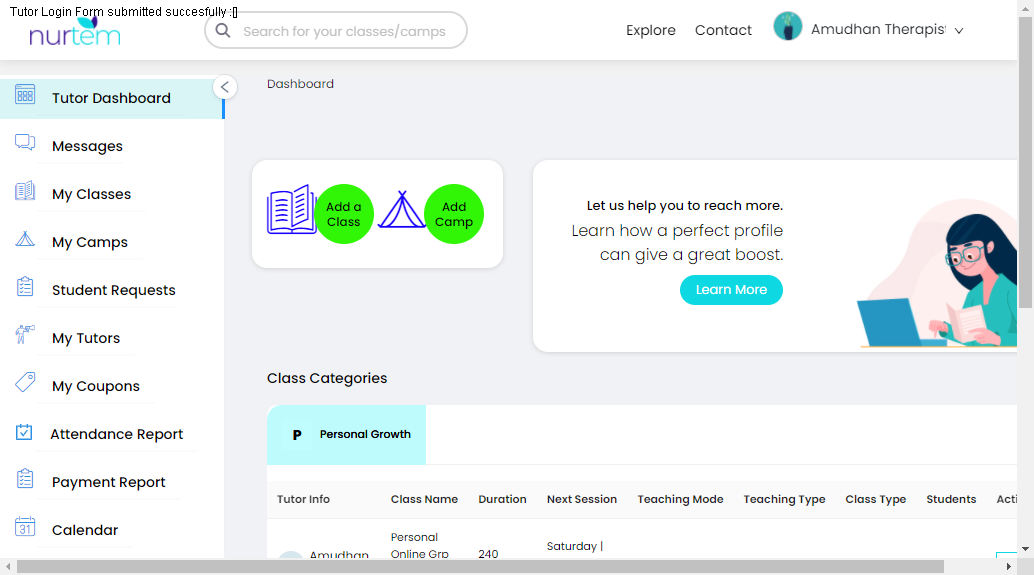 Tutor Login Form submitted succesfully :[]
nurtem
Search for your classes/camps
Explore
Contact
Amudhan Therapis
Dashboard
Tutor Dashboard
Messages
My Classes
My Camps
Student Requests
My Tutors
My Coupons
Attendance Report
Payment Report
31
Calendar
Add a
Class
Add
Camp
Let us help you to reach more.
Learn how a perfect profile
can give a great boost.
Learn More
Class Categories
P Personal Growth
Tutor Info Class Name Duration Next Session Teaching Mode Teaching Type Class Type Students Acti
Amudhan
Personal
Online Grp
240
Saturday |